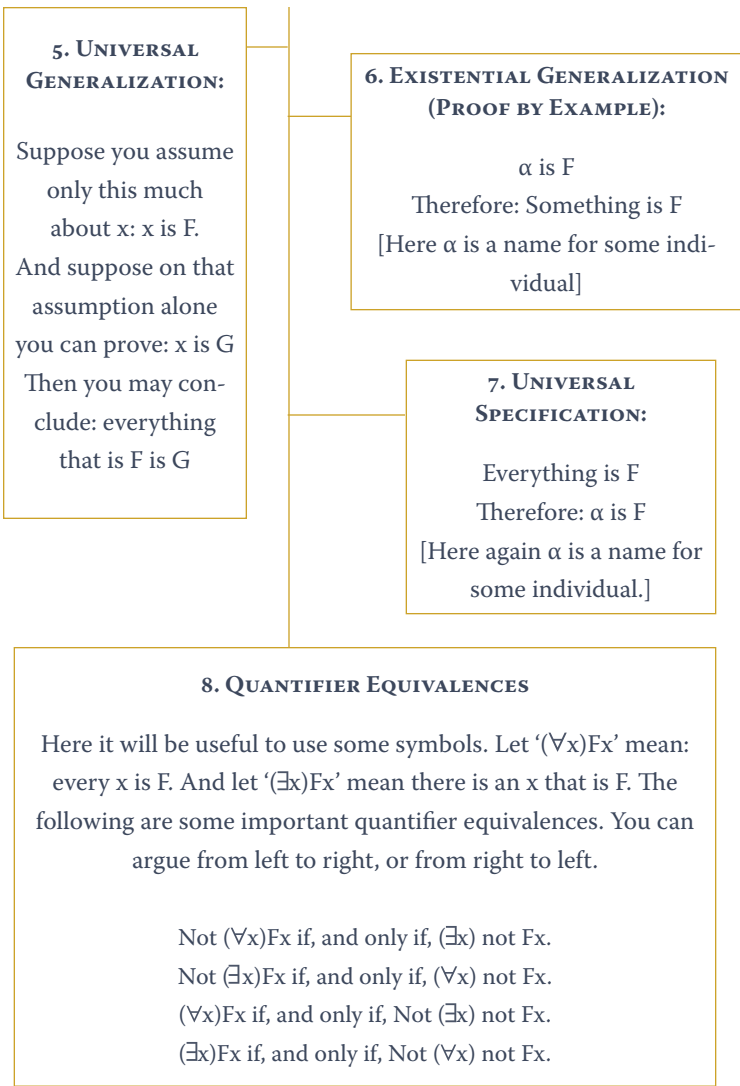 5. Universal
Generalization:
Suppose you assume
only this much
about x: x is F.
And suppose on that
assumption alone
you can prove: x is G
Then you may con-
clude: everything
that is F is G
6. Existential Generalization
(Proof by Example):
α is F
Therefore: Something is F
[Here α is a name for some indi-
vidual]
7. Universal
Specification:
Everything is F
Therefore: α is F
[Here again α is a name for
some individual.]
8. Quantifier Equivalences
Here it will be useful to use some symbols. Let ‘(∀x)Fx’ mean:
every x is F. And let ‘(∃x)Fx’ mean there is an x that is F. The
following are some important quantifier equivalences. You can
argue from left to right, or from right to left.
Not (∀x)Fx if, and only if, (∃x) not Fx.
Not (∃x)Fx if, and only if, (∀x) not Fx.
(∀x)Fx if, and only if, Not (∃x) not Fx.
(∃x)Fx if, and only if, Not (∀x) not Fx.